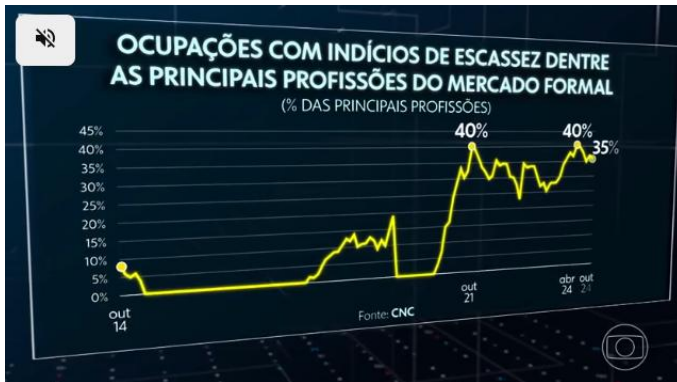 OCUPAÇÕES COM INDÍCIOS DE ESCASSEZ DENTRE
AS PRINCIPAIS PROFISSÕES DO MERCADO FORMAL
(% DAS PRINCIPAIS PROFISSÕES)
45%
40%
35%
30%
25%
20%
15%
10%
5%
0%
40%
40%
35%
out
14
out
21
abr
24
out
24
Fonte: CNC